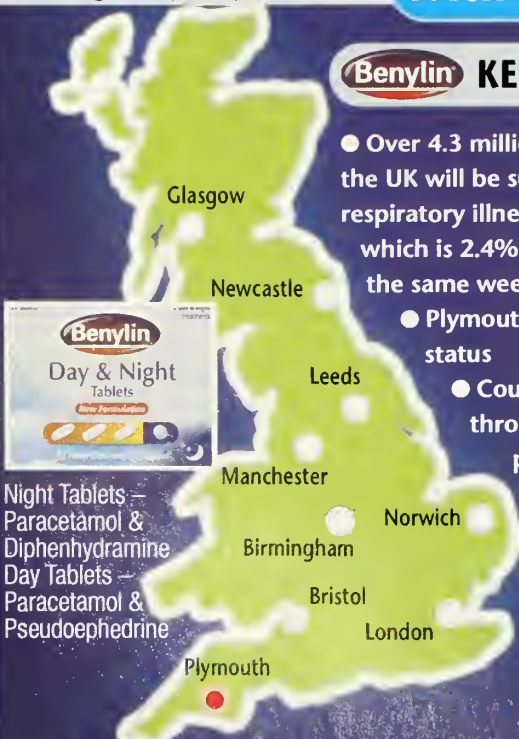 Benylin KE
Over 4.3 milli
the UK will be su
respiratory illne
which is 2.4%
the same wee
Plymout
status
Cou
thro
p
Glasgow
Newcastle
Leeds
Manchester
Norwich
Birmingham
Bristol
London
Plymouth
Benylin
Day & Night
Tablets
New Formulation
Night Tablets –
Paracetamol &
Diphenhydramine
Day Tablets –
Paracetamol &
Pseudoephedrine